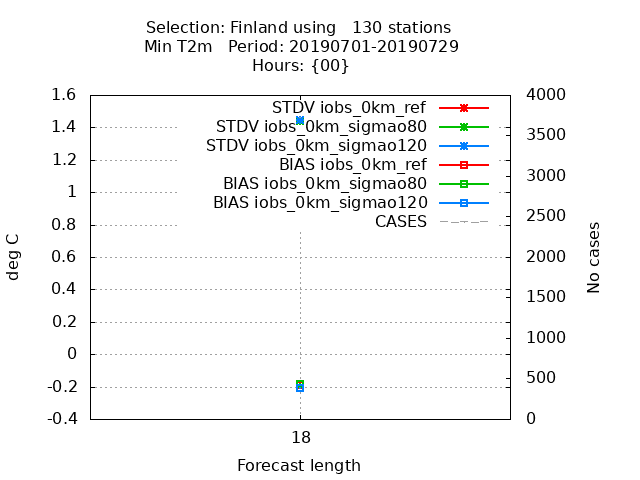 Selection: Finland using   130 stations
Min T2m   Period: 20190701-20190729
Hours: {00}
1.6
1.4
1.2
1
0.8
0.6
0.4
0.2
0
-0.2
-0.4
deg C
STDV iobs_0km_ref
STDV iobs_0km_sigmao80
STDV iobs_0km_sigmao120
BIAS iobs_0km_ref
BIAS iobs_0km_sigmao80
BIAS iobs_0km_sigmao120
CASES
4000
3500
3000
2500
2000
1500
1000
500
0
No cases
18
Forecast length